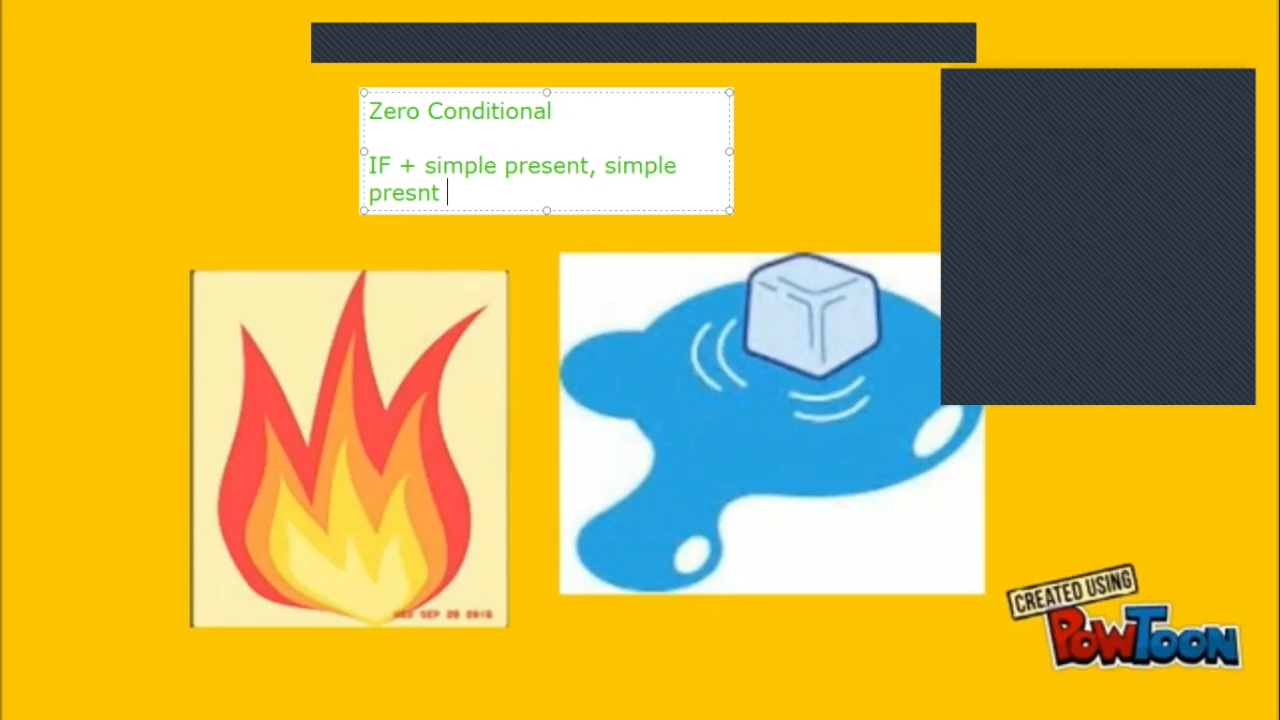 Zero Conditional
IF + simple present, simple
presnt
CREATED USING
POWTOON